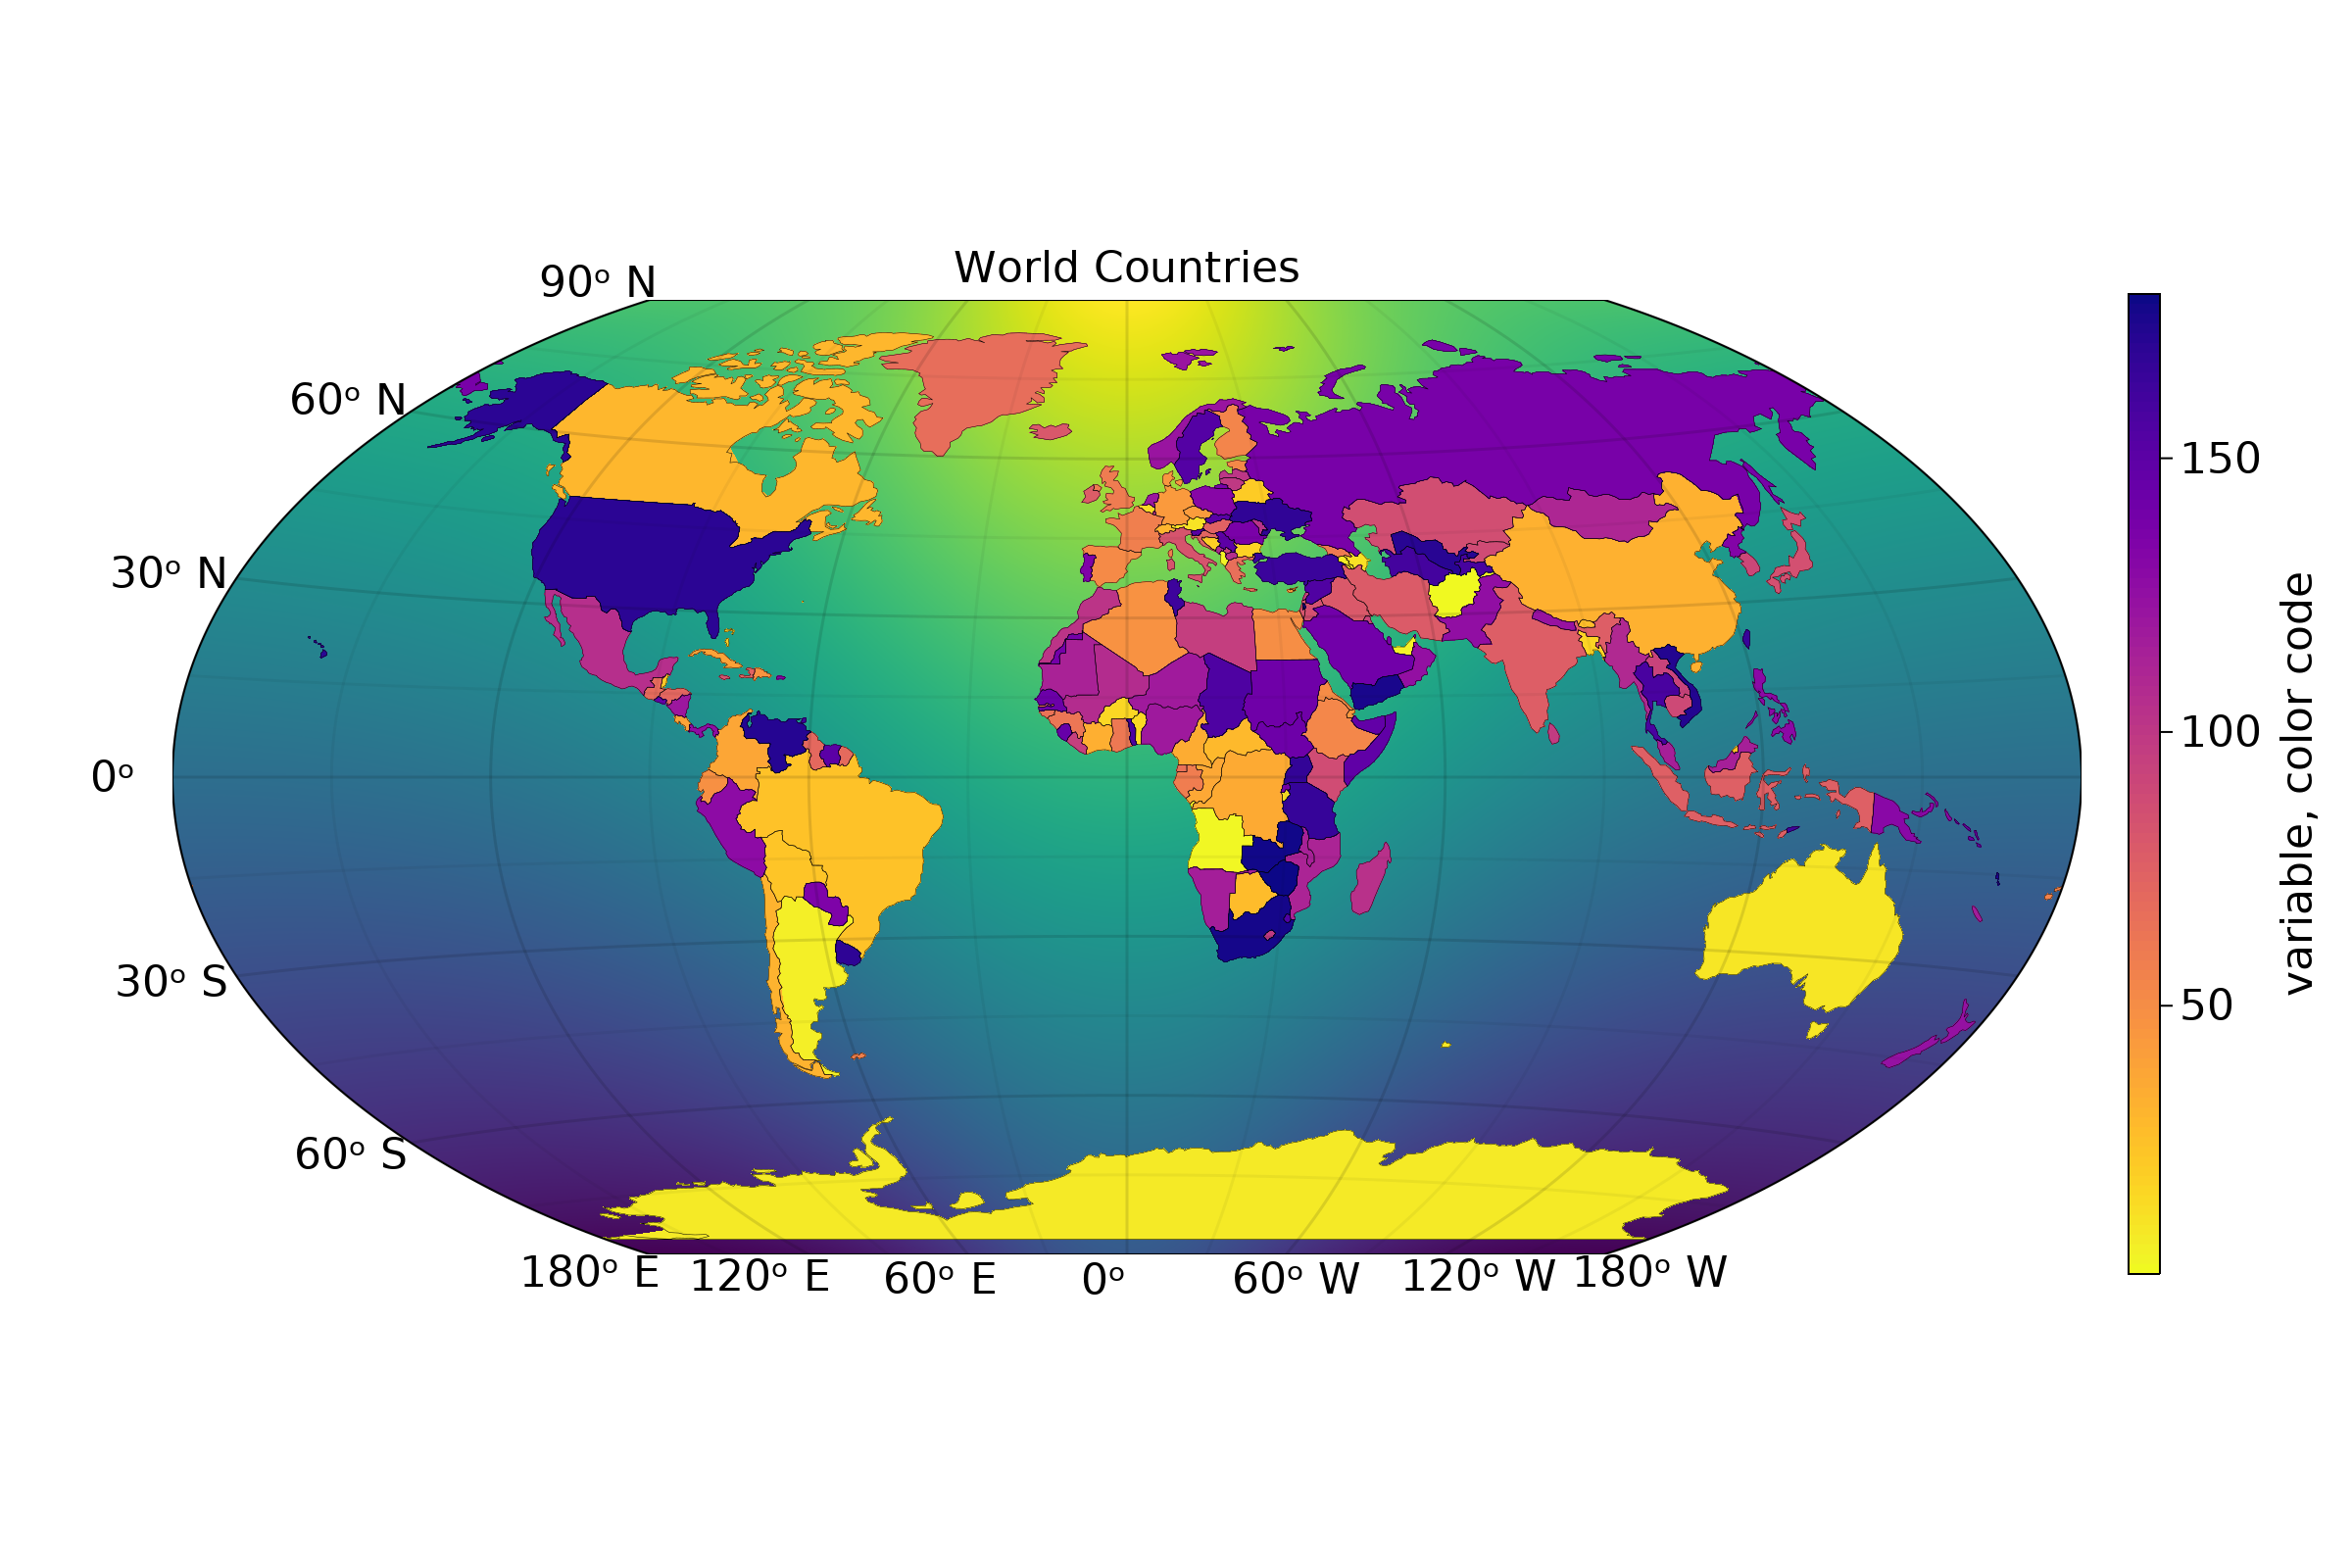 World Countries
90º N
60º N
30º N
0º
30º S
60º S
180º E
120º E
60º E
0º
60º W
120º W
180º W
150
100
50
variable, color code